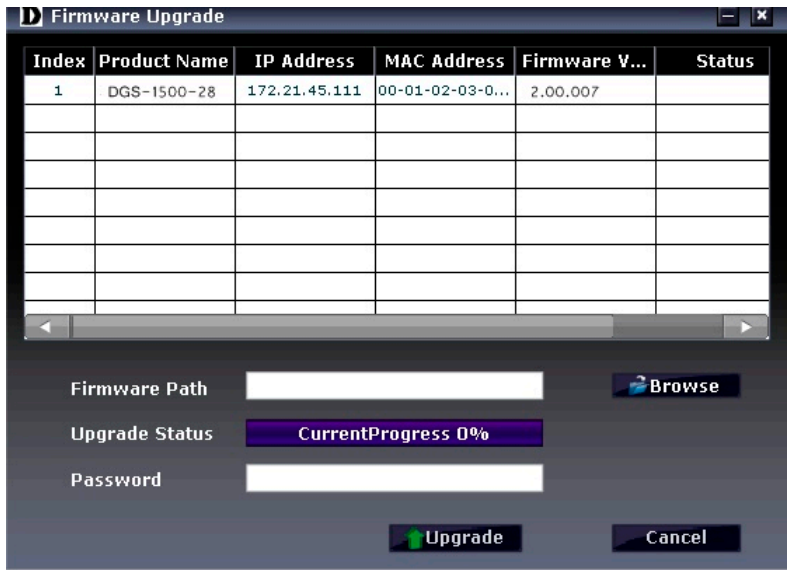 D Firmware Upgrade
Index Product Name IP Address MAC Address Firmware V... Status
1 DGS-1500-28 172.21.45.111 00-01-02-03-0... 2.00.007
Firmware Path Browse
Upgrade Status CurrentProgress 0%
Password
Upgrade Cancel